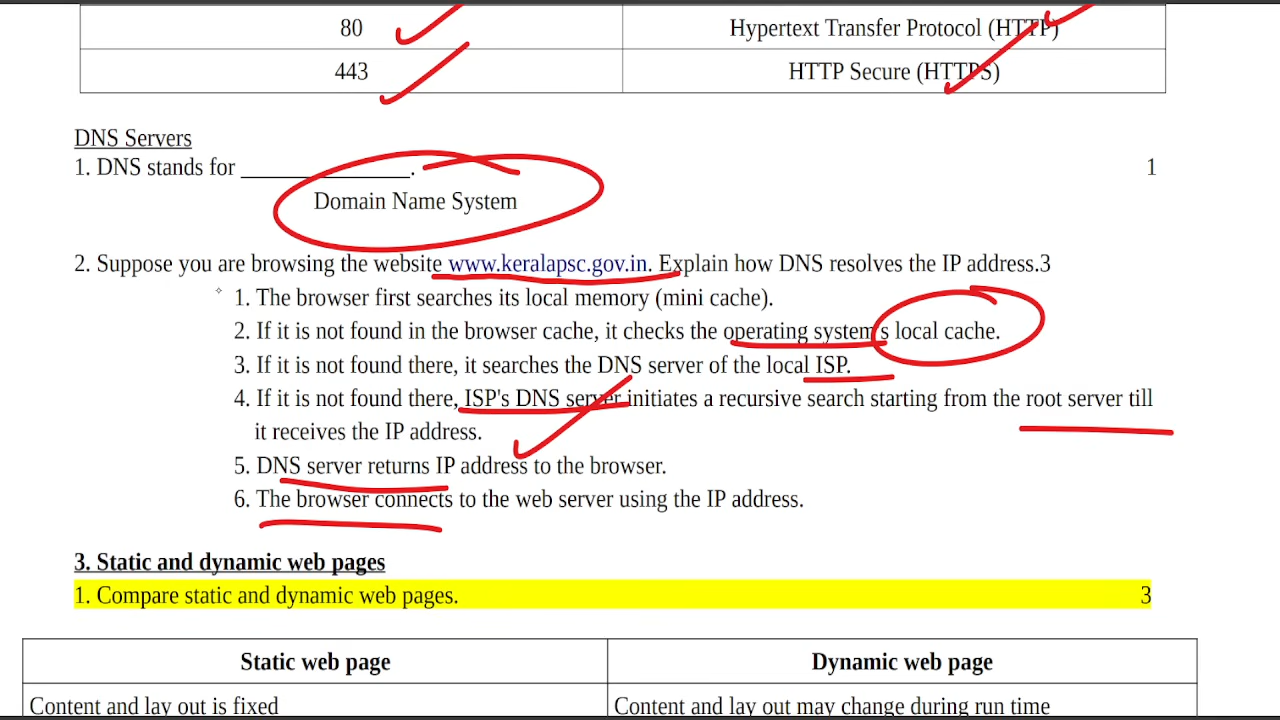 80 Hypertext Transfer Protocol (HTTP)
443 HTTP Secure (HTTPS)
DNS Servers
1. DNS stands for _______________. 1
Domain Name System
2. Suppose you are browsing the website www.keralapsc.gov.in. Explain how DNS resolves the IP address.3
1. The browser first searches its local memory (mini cache).
2. If it is not found in the browser cache, it checks the operating system's local cache.
3. If it is not found there, it searches the DNS server of the local ISP.
4. If it is not found there, ISP's DNS server initiates a recursive search starting from the root server till
it receives the IP address.
5. DNS server returns IP address to the browser.
6. The browser connects to the web server using the IP address.
3. Static and dynamic web pages
1. Compare static and dynamic web pages. 3
Static web page Dynamic web page
Content and lay out is fixed Content and lay out may change during run time